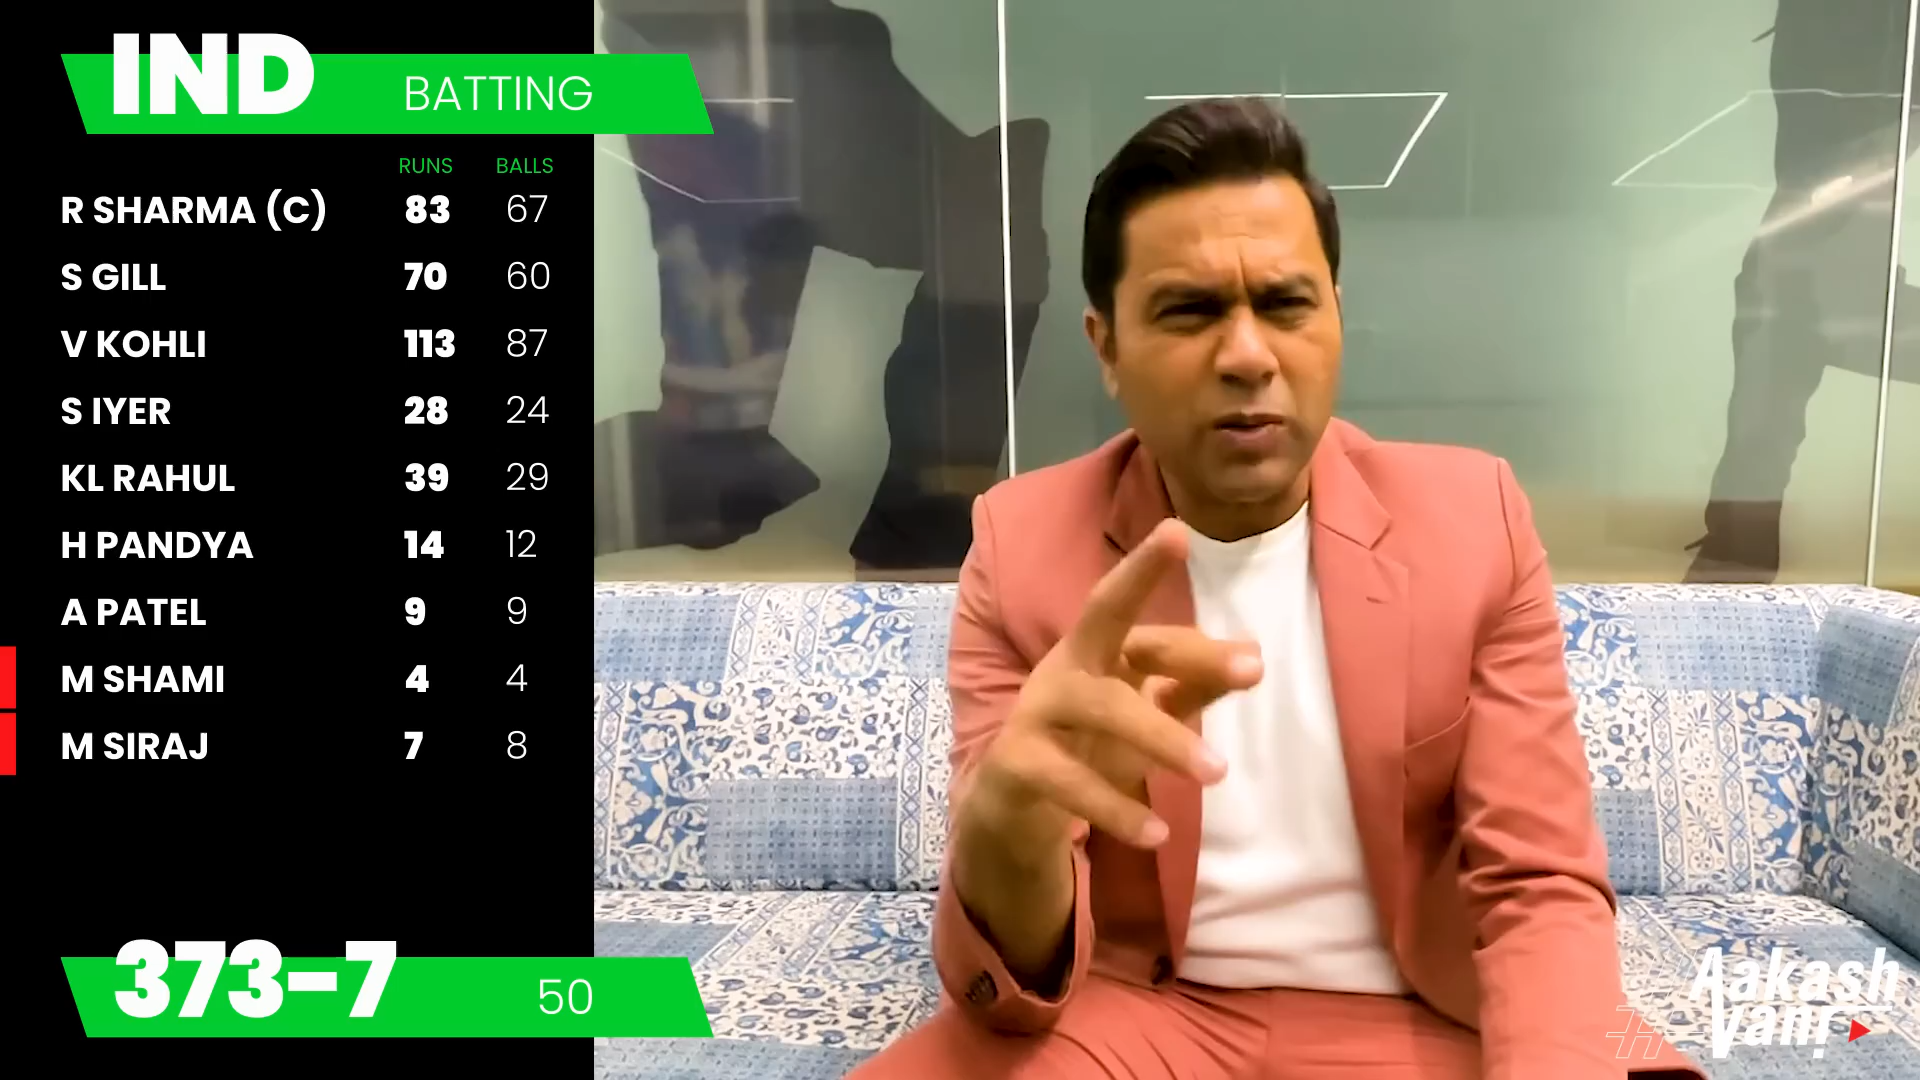 IND BATTING
RUNS BALLS
R SHARMA (C) 83 67
S GILL 70 60
V KOHLI 113 87
S IYER 28 24
KL RAHUL 39 29
H PANDYA 14 12
A PATEL 9 9
M SHAMI 4 4
M SIRAJ 7 8
373-7 50
Aakash
#Vani